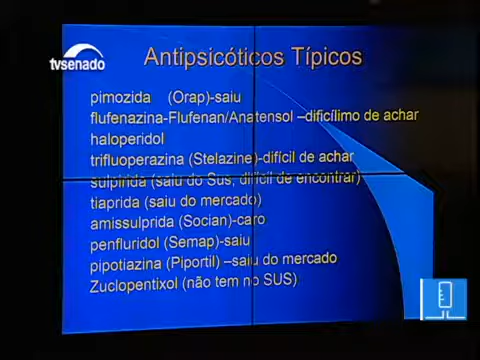 tvsenado
Antipsicóticos Típicos
pimozida (Orap)-saiu
flufenazina-Flufenan/Anatensol –dificílimo de achar
haloperidol
trifluoperazina (Stelazine)-difícil de achar
sulpirida (saiu do Sus, difícil de encontrar)
tiaprida (saiu do mercado)
amissulprida (Socian)-caro
penfluridol (Semap)-saiu
pipotiazina (Piportil) –saiu do mercado
Zuclopentixol (não tem no SUS)